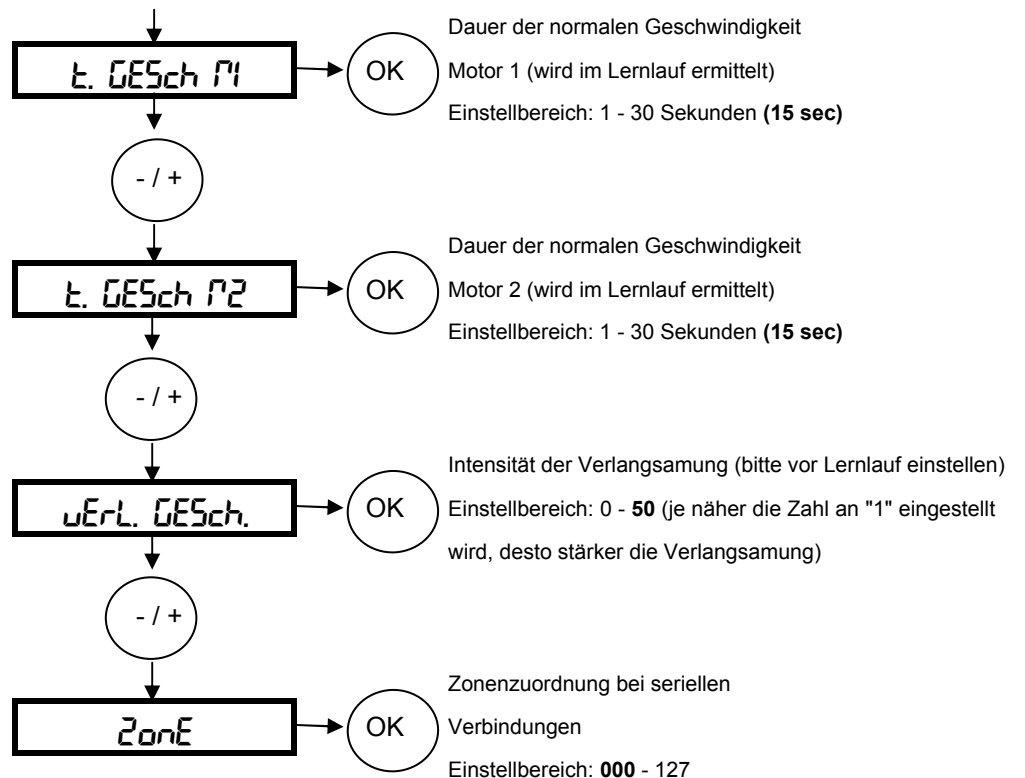 t. GESch M1
OK
Dauer der normalen Geschwindigkeit
Motor 1 (wird im Lernlauf ermittelt)
Einstellbereich: 1 - 30 Sekunden (15 sec)
- / +
t. GESch M2
OK
Dauer der normalen Geschwindigkeit
Motor 2 (wird im Lernlauf ermittelt)
Einstellbereich: 1 - 30 Sekunden (15 sec)
- / +
uErL. GESch.
OK
Intensität der Verlangsamung (bitte vor Lernlauf einstellen)
Einstellbereich: 0 - 50 (je näher die Zahl an "1" eingestellt
wird, desto stärker die Verlangsamung)
- / +
ZonE
OK
Zonenzuordnung bei seriellen
Verbindungen
Einstellbereich: 000 - 127